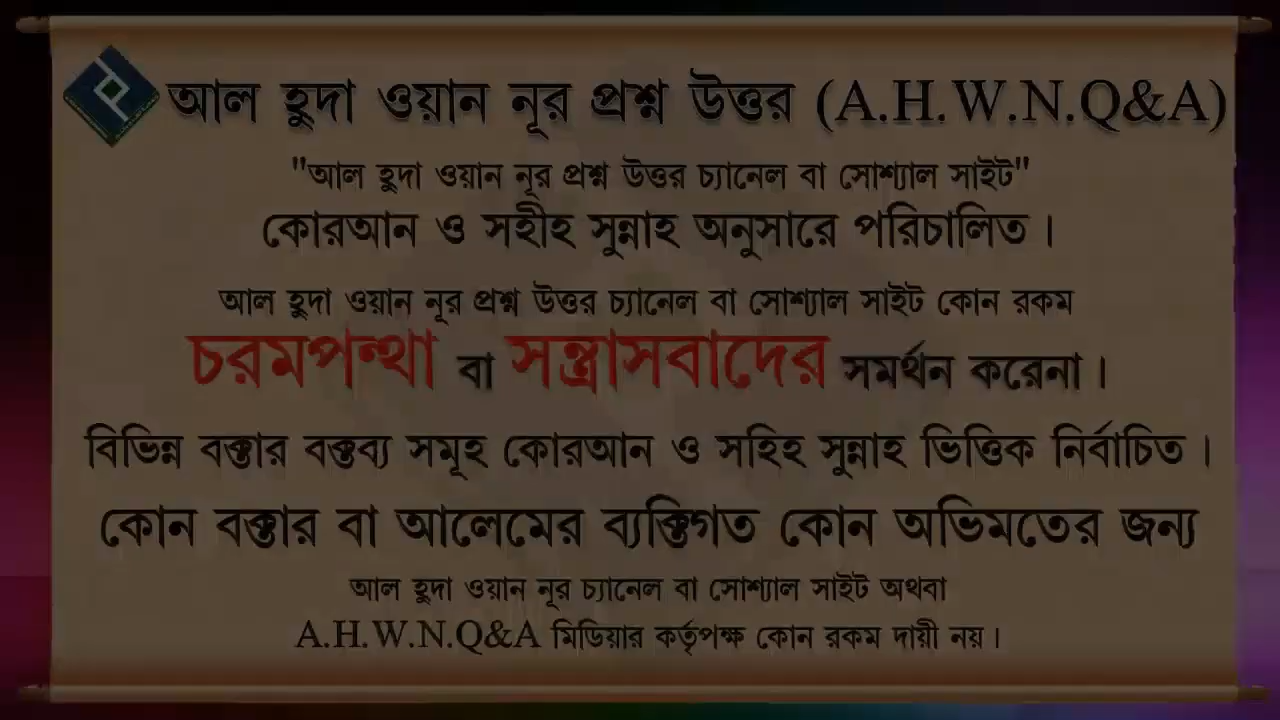 আল হুদা ওয়ান নূর প্রশ্ন উত্তর (A.H.W.N.Q&A)
"আল হুদা ওয়ান নূর প্রশ্ন উত্তর চ্যানেল বা সোশ্যাল সাইট"
কোরআন ও সহীহ সুন্নাহ অনুসারে পরিচালিত।
আল হুদা ওয়ান নূর প্রশ্ন উত্তর চ্যানেল বা সোশ্যাল সাইট কোন রকম
চরমপন্থা বা সন্ত্রাসবাদের সমর্থন করেনা।
বিভিন্ন বক্তার বক্তব্য সমূহ কোরআন ও সহিহ সুন্নাহ ভিত্তিক নির্বাচিত।
কোন বক্তার বা আলেমের ব্যক্তিগত কোন অভিমতের জন্য
আল হুদা ওয়ান নূর চ্যানেল বা সোশ্যাল সাইট অথবা
A.H.W.N.Q&A মিডিয়ার কর্তৃপক্ষ কোন রকম দায়ী নয়।